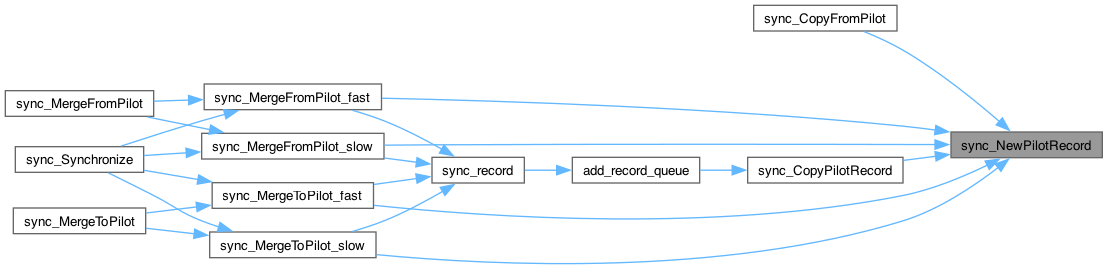 sync_CopyFromPilot
sync_MergeFromPilot
sync_MergeFromPilot_fast
sync_NewPilotRecord
sync_Synchronize
sync_MergeFromPilot_slow
sync_record
add_record_queue
sync_CopyPilotRecord
sync_MergeToPilot_fast
sync_MergeToPilot
sync_MergeToPilot_slow